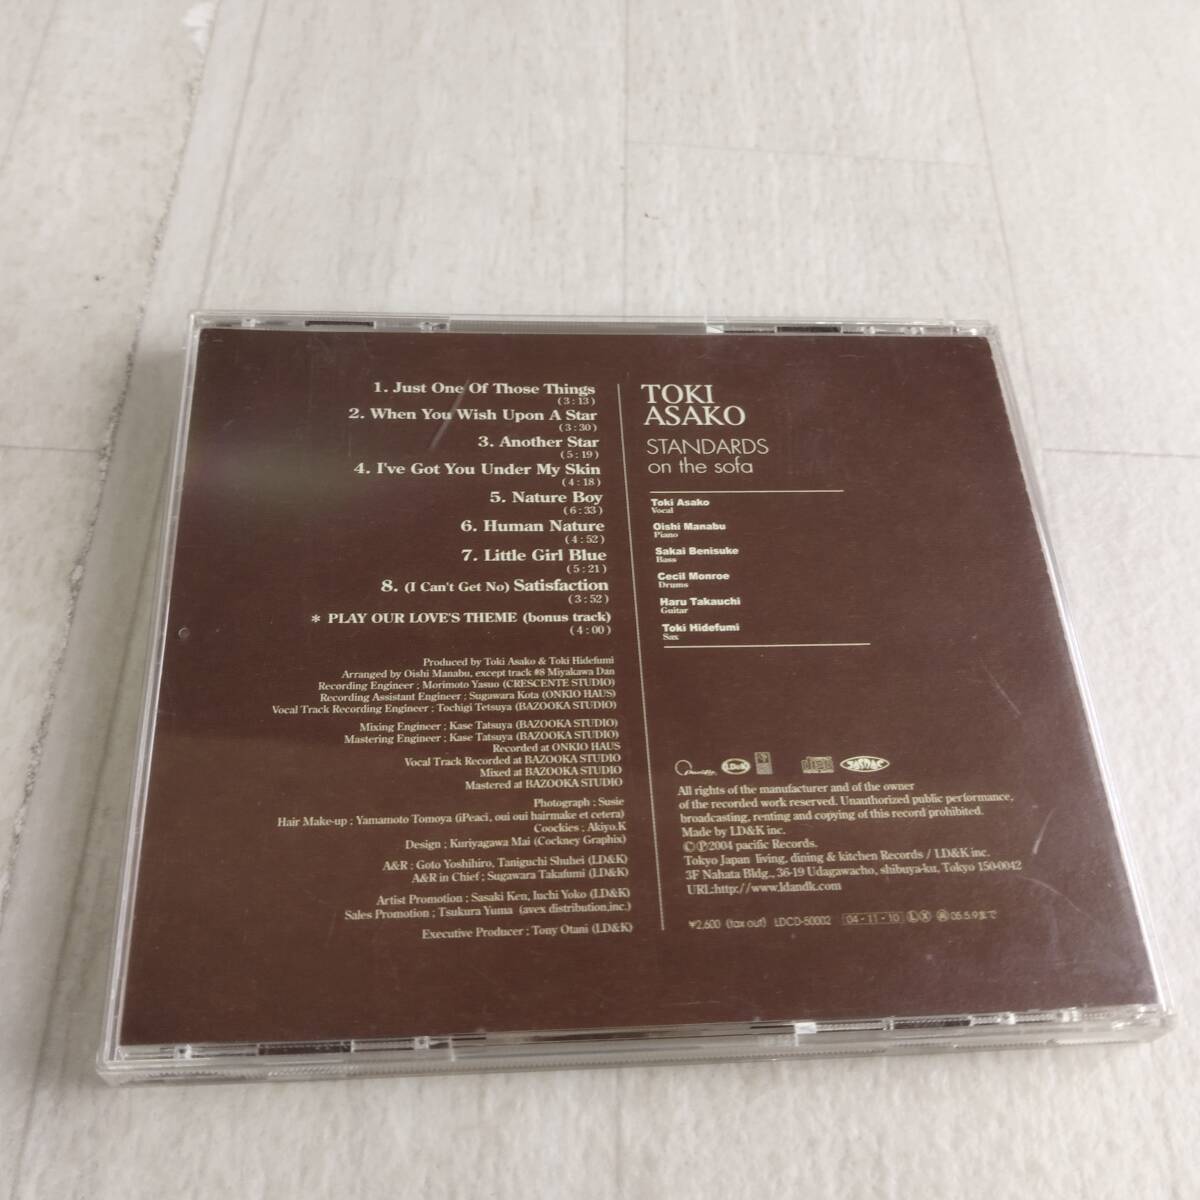 1. Just One Of Those Things
(3:13)
2. When You Wish Upon A Star
(3:30)
3. Another Star
(5:19)
4. I've Got You Under My Skin
(4:18)
5. Nature Boy
(6:33)
6. Human Nature
(4:52)
7. Little Girl Blue
(5:21)
8. (I Can't Get No) Satisfaction
(3:52)
* PLAY OUR LOVE'S THEME (bonus track)
(4:00)
Produced by Toki Asako & Toki Hidefumi
Arranged by Oishi Manabu, except track #8 Miyakawa Dan
Recording Engineer ; Morimoto Yasuo (CRESCENTE STUDIO)
Recording Assistant Engineer ; Sugawara Kota (ONKIO HAUS)
Vocal Track Recording Engineer ; Tochigi Tetsuya (BAZOOKA STUDIO)
Mixing Engineer ; Kase Tatsuya (BAZOOKA STUDIO)
Mastering Engineer ; Kase Tatsuya (BAZOOKA STUDIO)
Recorded at ONKIO HAUS
Vocal Track Recorded at BAZOOKA STUDIO
Mixed at BAZOOKA STUDIO
Mastered at BAZOOKA STUDIO
Photograph ; Susie
Hair Make-up ; Yamamoto Tomoya (iPeaci, oui oui hairmake et cetera)
Coockies ; Akiyo.K
Design ; Kuriyagawa Mai (Cockney Graphix)
A&R ; Goto Yoshihiro, Taniguchi Shuhei (LD&K)
A&R in Chief ; Sugawara Takafumi (LD&K)
Artist Promotion ; Sasaki Ken, Iuchi Yoko (LD&K)
Sales Promotion ; Tsukura Yuma (avex distribution,inc.)
Executive Producer ; Tony Otani (LD&K)
TOKI
ASAKO
STANDARDS
on the sofa
Toki Asako
Vocal
Oishi Manabu
Piano
Sakai Benisuke
Bass
Cecil Monroe
Drums
Haru Takauchi
Guitar
Toki Hidefumi
Sax
LD&K
JASRAC
All rights of the manufacturer and of the owner
of the recorded work reserved. Unauthorized public performance,
broadcasting, renting and copying of this record prohibited.
Made by LD&K inc.
©℗2004 pacific Records.
Tokyo Japan living, dining & kitchen Records / LD&K inc.
3F Nahata Bldg., 36-19 Udagawacho, shibuya-ku, Tokyo 150-0042
URL:http://www.ldandk.com
¥2,600 (tax out) LDCD-50002 04-11-10 Ⓛ Ⓧ 05.5.9まで